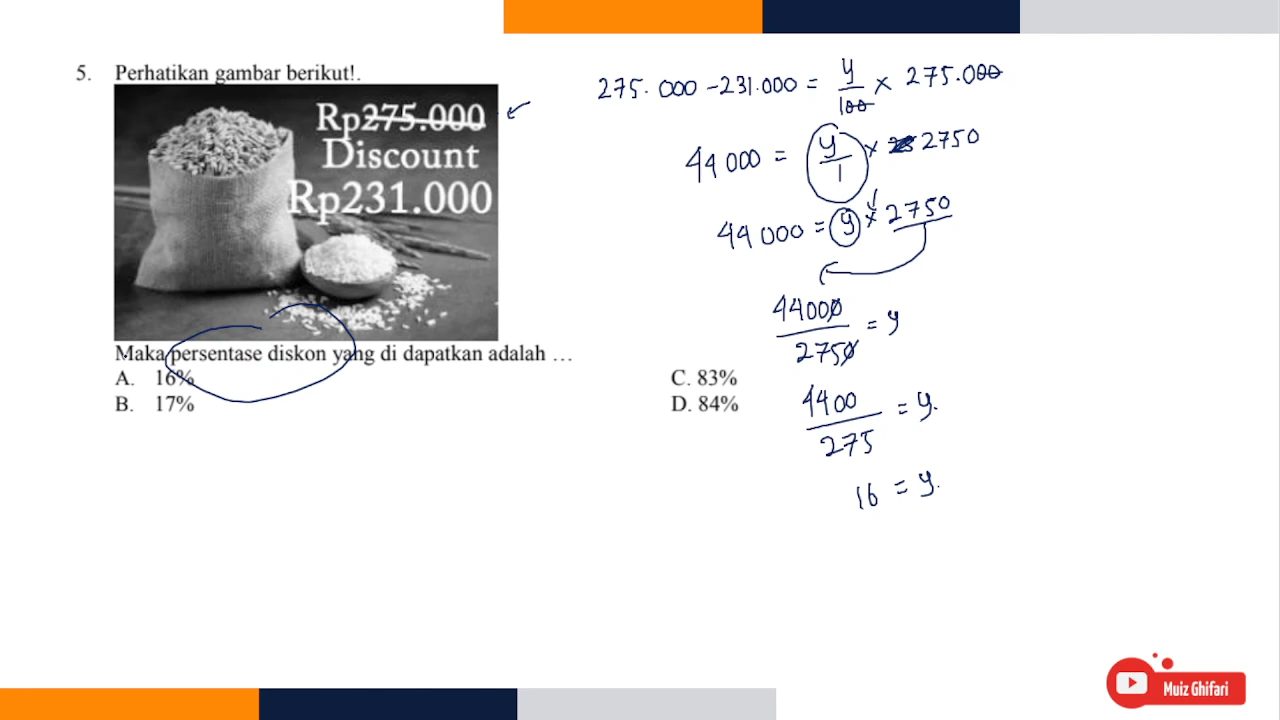 5. Perhatikan gambar berikut!.
Rp275.000
Discount
Rp231.000
Maka persentase diskon yang di dapatkan adalah …
A. 16%
B. 17%
C. 83%
D. 84%
275.000 - 231.000 = y/100 × 275.000
44 000 = y/1 × 2750
44 000 = y × 2750
44000/2750 = y
4400/275 = y.
16 = y.
Muiz Ghifari